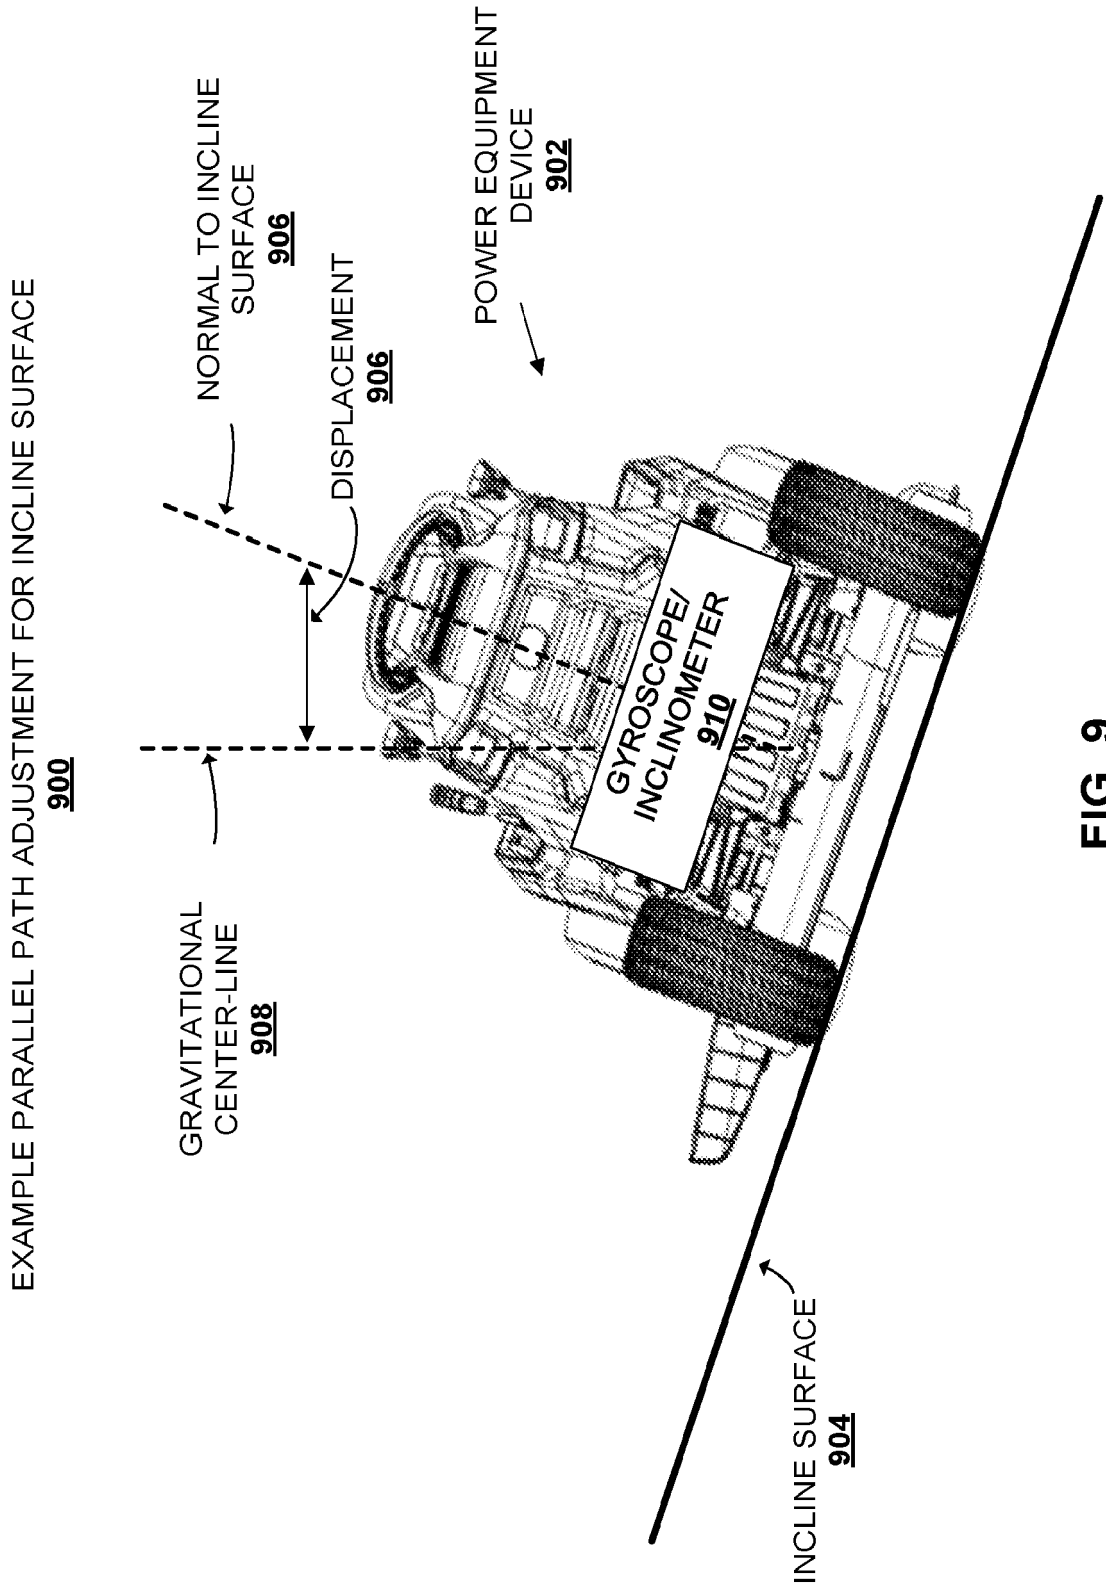 EXAMPLE PARALLEL PATH ADJUSTMENT FOR INCLINE SURFACE
900
NORMAL TO INCLINE
SURFACE
906
DISPLACEMENT
906
GRAVITATIONAL
CENTER-LINE
908
POWER EQUIPMENT
DEVICE
902
GYROSCOPE/
INCLINOMETER
910
INCLINE SURFACE
904
FIG. 9